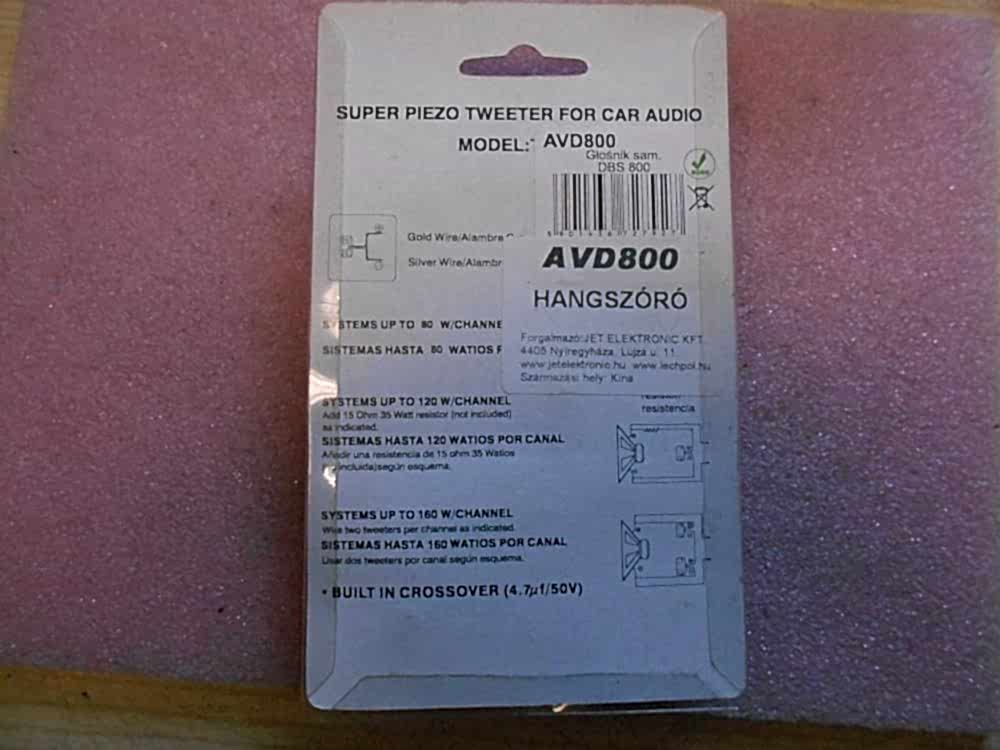 SUPER PIEZO TWEETER FOR CAR AUDIO
MODEL: AVD800
Głośnik sam.
DBS 800
Gold Wire/Alambre
Silver Wire/Alambr
AVD800
HANGSZÓRÓ
SYSTEMS UP TO 80 W/CHANNE
SISTEMAS HASTA 80 WATIOS P
Forgalmazó:JET ELEKTRONIC KFT
4405 Nyíregyháza, Lujza u. 11.
www.jetelektronic.hu www.lechpol.hu
Származási hely: Kína
SYSTEMS UP TO 120 W/CHANNEL
Add 15 Ohm 35 Watt resistor (not included)
as indicated.
resistencia
SISTEMAS HASTA 120 WATIOS POR CANAL
Añadir una resistencia de 15 ohm 35 Watios
incluida)según esquema.
SYSTEMS UP TO 160 W/CHANNEL
Wire two tweeters per channel as indicated.
SISTEMAS HASTA 160 WATIOS POR CANAL
Usar dos tweeters por canal según esquema.
• BUILT IN CROSSOVER (4.7µf/50V)